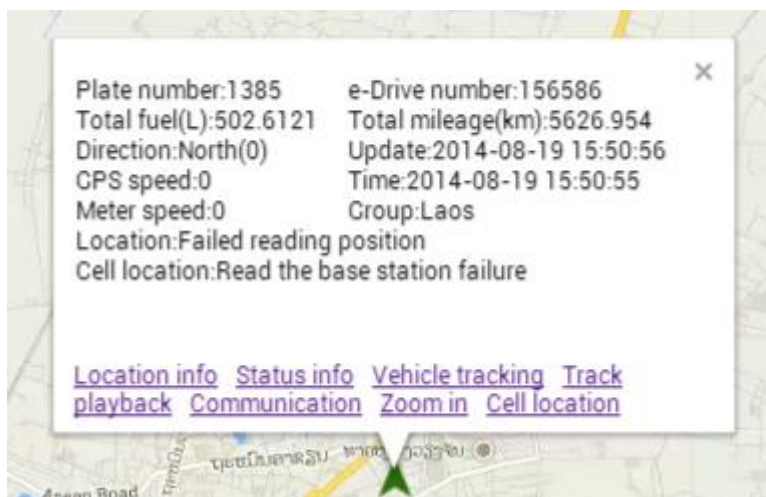 Plate number:1385 e-Drive number:156586
Total fuel(L):502.6121 Total mileage(km):5626.954
Direction:North(0) Update:2014-08-19 15:50:56
GPS speed:0 Time:2014-08-19 15:50:55
Meter speed:0 Group:Laos
Location:Failed reading position
Cell location:Read the base station failure
Location info Status info Vehicle tracking Track
playback Communication Zoom in Cell location
Asean Road